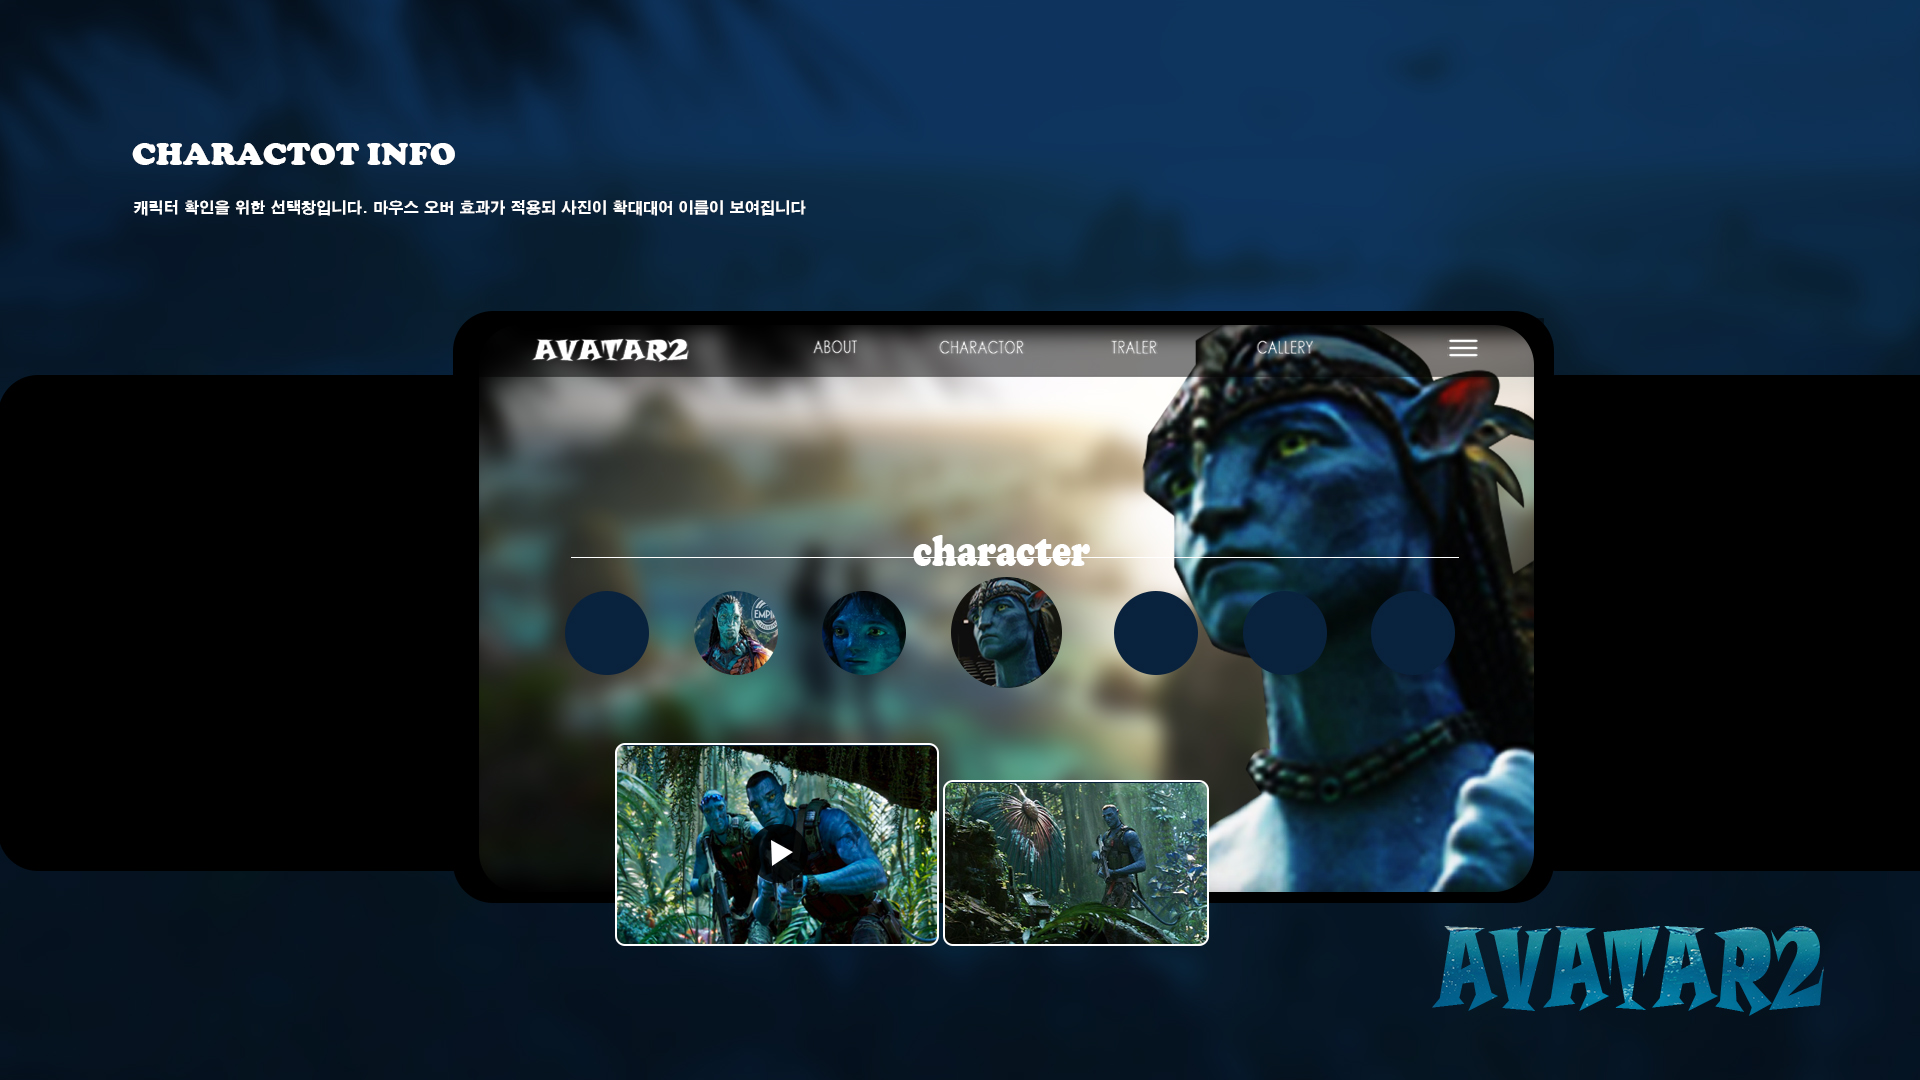 CHARACTOT INFO
캐릭터 확인을 위한 선택창입니다. 마우스 오버 효과가 적용되 사진이 확대대어 이름이 보여집니다
AVATAR2
ABOUT
CHARACTOR
TRALER
CALLERY
character
AVATAR2